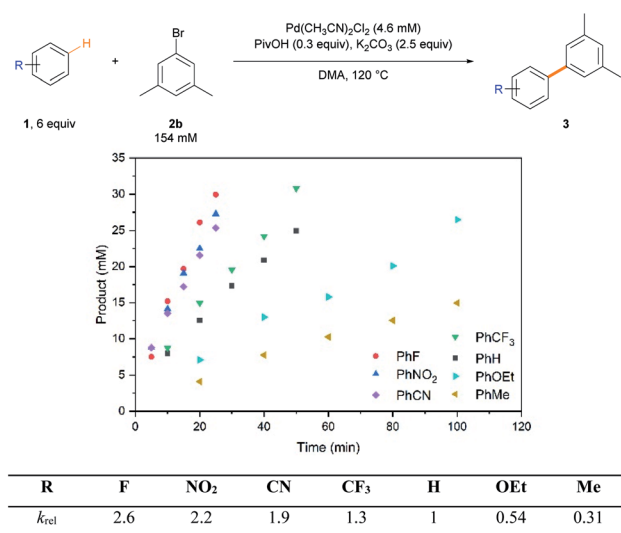 R
H
+
Br
Pd(CH₃CN)₂Cl₂ (4.6 mM)
PivOH (0.3 equiv), K₂CO₃ (2.5 equiv)
DMA, 120 °C
R
1, 6 equiv
2b
154 mM
3
Product (mM)
35
30
25
20
15
10
5
0
PhF
PhNO₂
PhCN
PhCF₃
PhH
PhOEt
PhMe
0 20 40 60 80 100 120
Time (min)
R F NO₂ CN CF₃ H OEt Me
k_rel 2.6 2.2 1.9 1.3 1 0.54 0.31